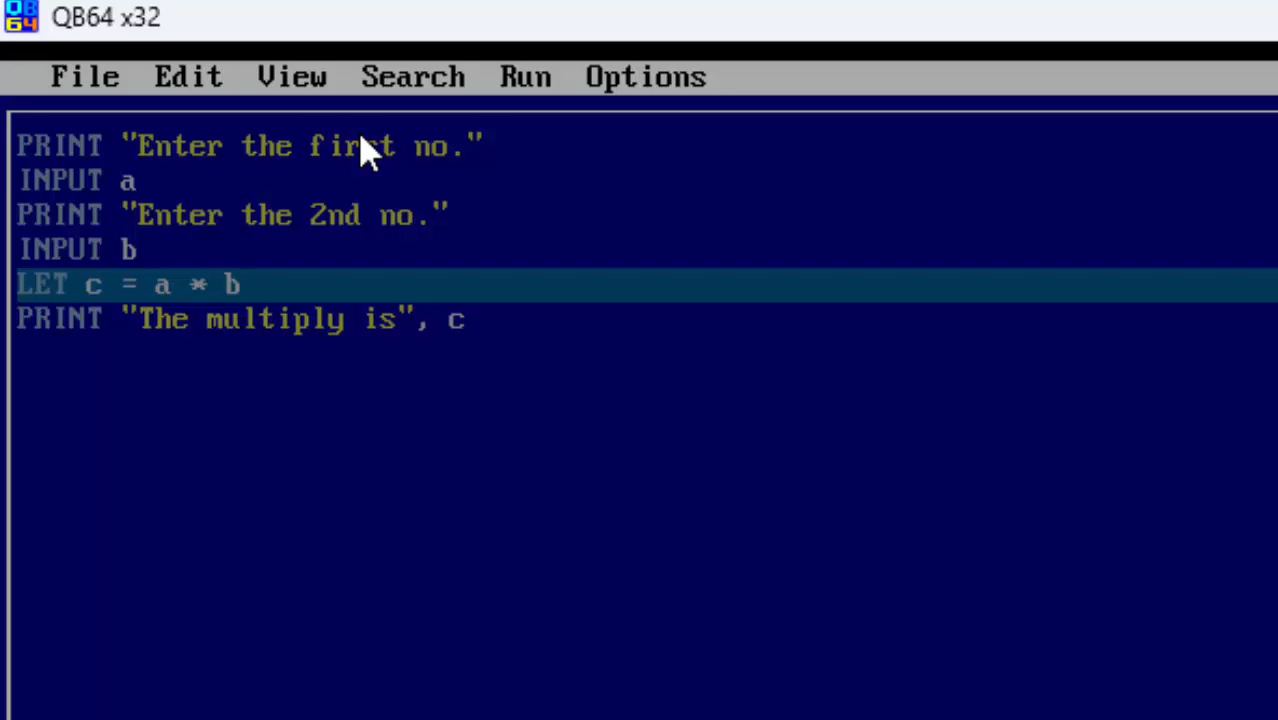 QB64 x32
File Edit View Search Run Options
PRINT "Enter the first no."
INPUT a
PRINT "Enter the 2nd no."
INPUT b
LET c = a * b
PRINT "The multiply is", c